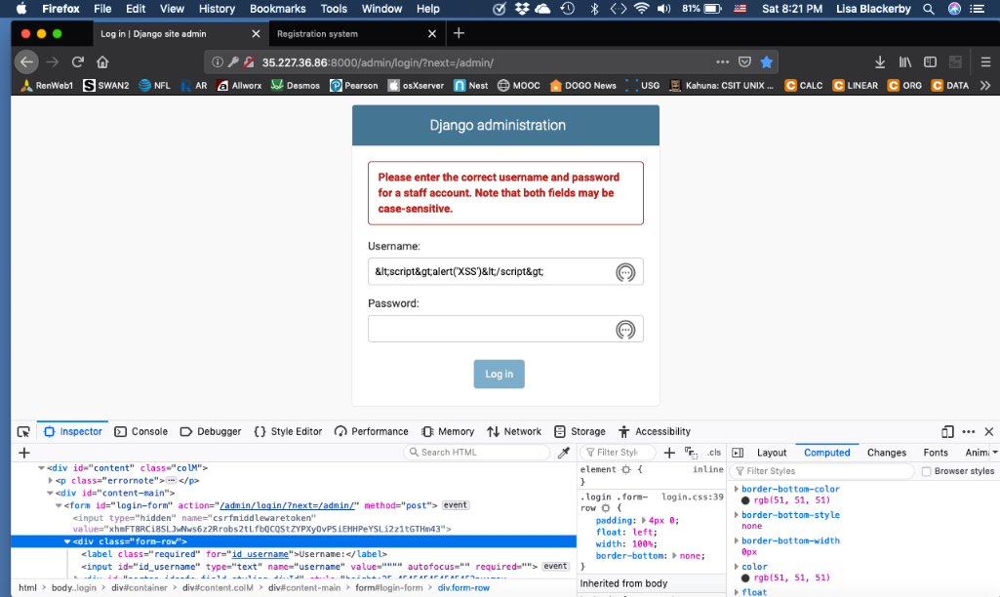 Firefox File Edit View History Bookmarks Tools Window Help 81% Sat 8:21 PM Lisa Blackerby
Log in | Django site admin Registration system
35.227.36.86:8000/admin/login/?next=/admin/
RenWeb1 SWAN2 NFL AR Allworx Desmos Pearson osXserver Nest MOOC DOGO News USG Kahuna: CSIT UNIX ... CALC LINEAR ORG DATA
Django administration
Please enter the correct username and password
for a staff account. Note that both fields may be
case-sensitive.
Username:
&lt;script&gt;alert('XSS')&lt;/script&gt;
Password:
Log in
Inspector Console Debugger Style Editor Performance Memory Network Storage Accessibility
Search HTML
<div id="content" class="colM">
<p class="errornote"> </p>
<div id="content-main">
<form id="login-form" action="/admin/login/?next=/admin/" method="post"> event
<input type="hidden" name="csrfmiddlewaretoken"
value="xhmFT8RCi8SLJwNws6z2Rrobs2tLfbQCQStZYPXyOvPSiEHHPeYSLi2z1tGTHm43">
<div class="form-row">
<label class="required" for="id_username">Username:</label>
<input id="id_username" type="text" name="username" value="""" autofocus="" required=""> event
html body.login div#container div#content.colM div#content-main form#login-form div.form-row
Filter Styl .cls
element { inline
}
.login .form- login.css:39
row {
padding: 4px 0;
float: left;
width: 100%;
border-bottom: none;
}
Inherited from body
Layout Computed Changes Fonts Anim
Filter Styles Browser styles
border-bottom-color
rgb(51, 51, 51)
border-bottom-style
none
border-bottom-width
0px
color
rgb(51, 51, 51)
float